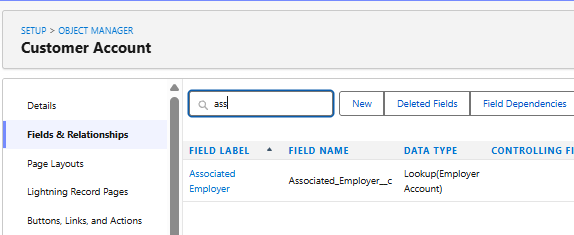 SETUP > OBJECT MANAGER
Customer Account
Details
Fields & Relationships
Page Layouts
Lightning Record Pages
Buttons, Links, and Actions
ass
New
Deleted Fields
Field Dependencies
FIELD LABEL FIELD NAME DATA TYPE CONTROLLING FI
Associated
Employer
Associated_Employer__c
Lookup(Employer
Account)